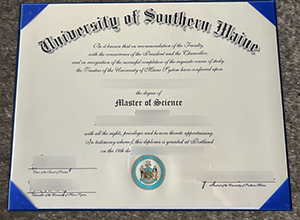 University of Southern Maine
Be it known that on recommendation of the Faculty,
with the concurrence of the President and the Chancellor,
and in recognition of the successful completion of the requisite course of study,
the Trustees of the University of Maine System have conferred upon
the degree of
Master of Science
with all the rights, privileges and honors thereto appertaining.
In testimony whereof, this diploma is granted at Portland
on the 15th